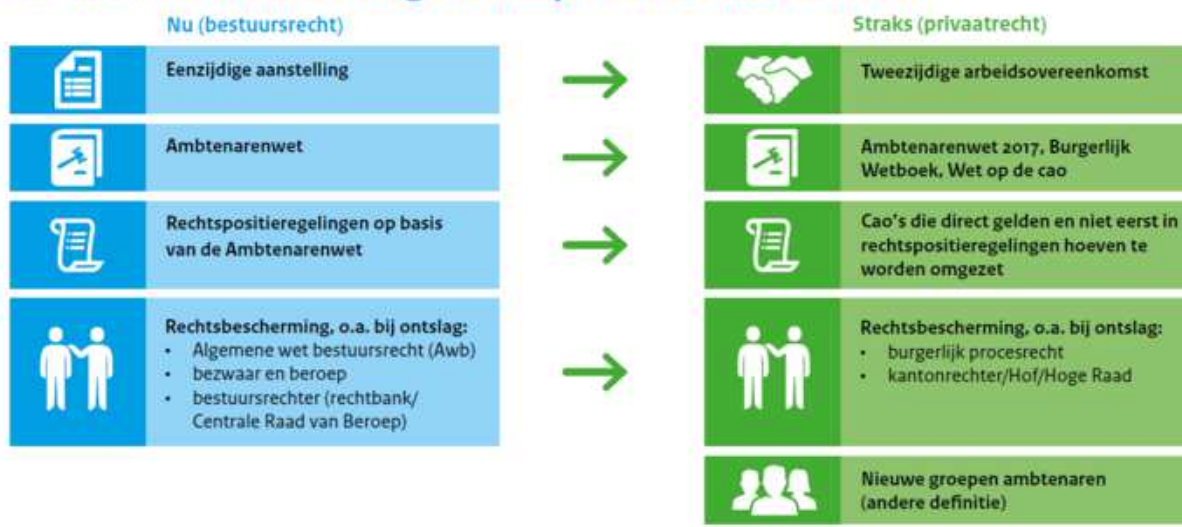 Nu (bestuursrecht)
Straks (privaatrecht)
Eenzijdige aanstelling
Tweezijdige arbeidsovereenkomst
Ambtenarenwet
Ambtenarenwet 2017, Burgerlijk
Wetboek, Wet op de cao
Rechtspositieregelingen op basis
van de Ambtenarenwet
Cao's die direct gelden en niet eerst in
rechtspositieregelingen hoeven te
worden omgezet
Rechtsbescherming, o.a. bij ontslag:
• Algemene wet bestuursrecht (Awb)
• bezwaar en beroep
• bestuursrechter (rechtbank/
Centrale Raad van Beroep)
Rechtsbescherming, o.a. bij ontslag:
• burgerlijk procesrecht
• kantonrechter/Hof/Hoge Raad
Nieuwe groepen ambtenaren
(andere definitie)